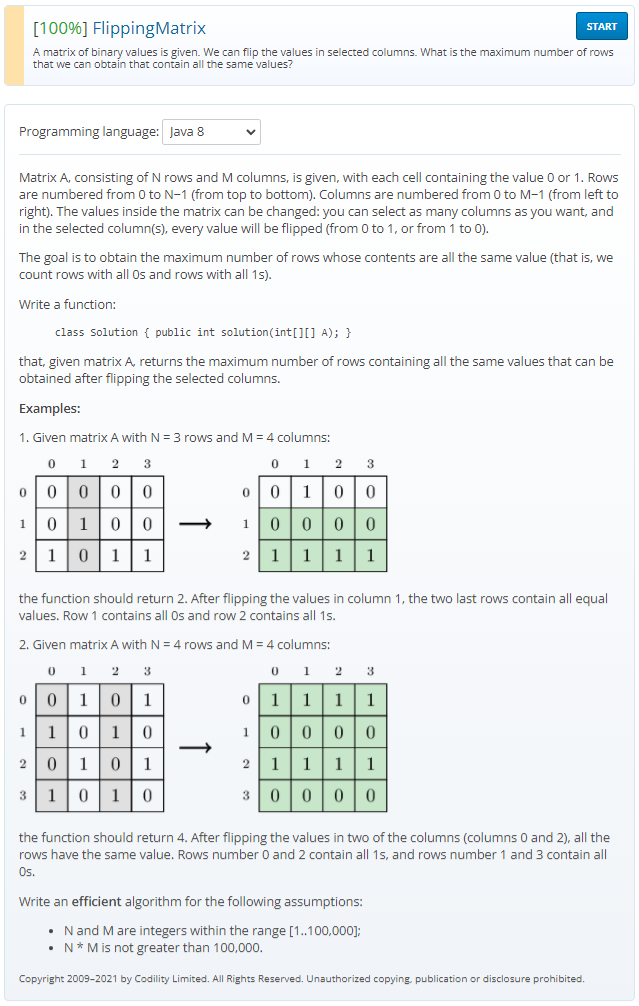 [100%] FlippingMatrix
START
A matrix of binary values is given. We can flip the values in selected columns. What is the maximum number of rows
that we can obtain that contain all the same values?
Programming language: Java 8
Matrix A, consisting of N rows and M columns, is given, with each cell containing the value 0 or 1. Rows
are numbered from 0 to N−1 (from top to bottom). Columns are numbered from 0 to M−1 (from left to
right). The values inside the matrix can be changed: you can select as many columns as you want, and
in the selected column(s), every value will be flipped (from 0 to 1, or from 1 to 0).
The goal is to obtain the maximum number of rows whose contents are all the same value (that is, we
count rows with all 0s and rows with all 1s).
Write a function:
class Solution { public int solution(int[][] A); }
that, given matrix A, returns the maximum number of rows containing all the same values that can be
obtained after flipping the selected columns.
Examples:
1. Given matrix A with N = 3 rows and M = 4 columns:
0 1 2 3 0 1 2 3
0 0 0 0 0 0 0 1 0 0
1 0 1 0 0 1 0 0 0 0
2 1 0 1 1 2 1 1 1 1
the function should return 2. After flipping the values in column 1, the two last rows contain all equal
values. Row 1 contains all 0s and row 2 contains all 1s.
2. Given matrix A with N = 4 rows and M = 4 columns:
0 1 2 3 0 1 2 3
0 0 1 0 1 0 1 1 1 1
1 1 0 1 0 1 0 0 0 0
2 0 1 0 1 2 1 1 1 1
3 1 0 1 0 3 0 0 0 0
the function should return 4. After flipping the values in two of the columns (columns 0 and 2), all the
rows have the same value. Rows number 0 and 2 contain all 1s, and rows number 1 and 3 contain all
0s.
Write an efficient algorithm for the following assumptions:
• N and M are integers within the range [1..100,000];
• N * M is not greater than 100,000.
Copyright 2009–2021 by Codility Limited. All Rights Reserved. Unauthorized copying, publication or disclosure prohibited.